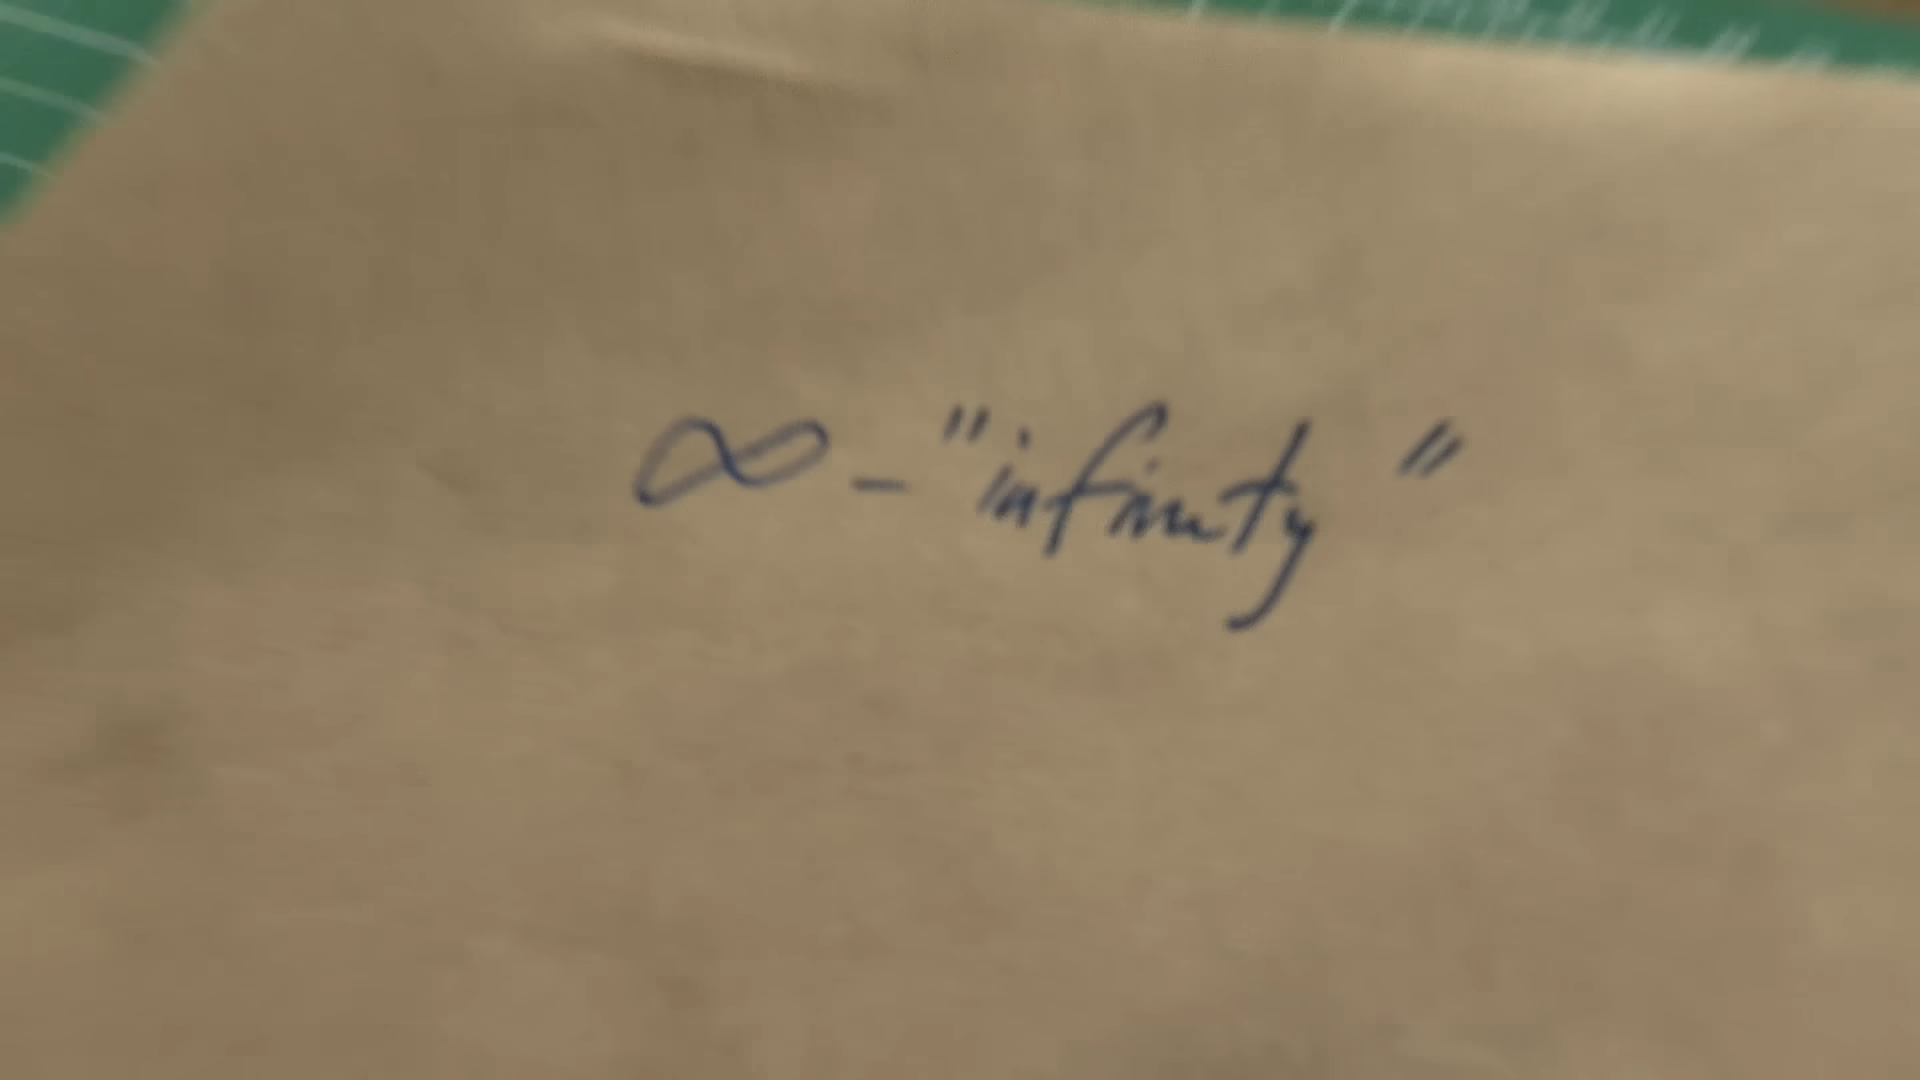 ∞ - "infinity"